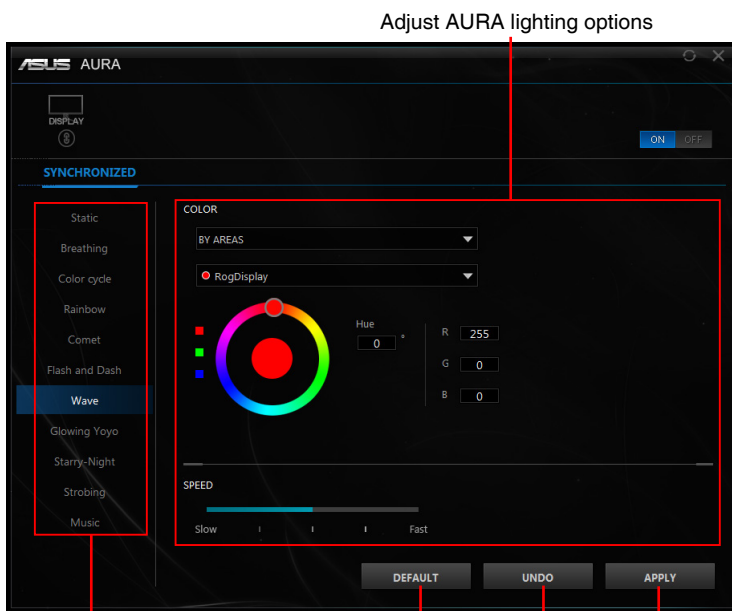 Adjust AURA lighting options
ASUS AURA
DISPLAY
ON OFF
SYNCHRONIZED
Static
Breathing
Color cycle
Rainbow
Comet
Flash and Dash
Wave
Glowing Yoyo
Starry-Night
Strobing
Music
COLOR
BY AREAS
RogDisplay
Hue
0 °
R 255
G 0
B 0
SPEED
Slow
Fast
DEFAULT
UNDO
APPLY